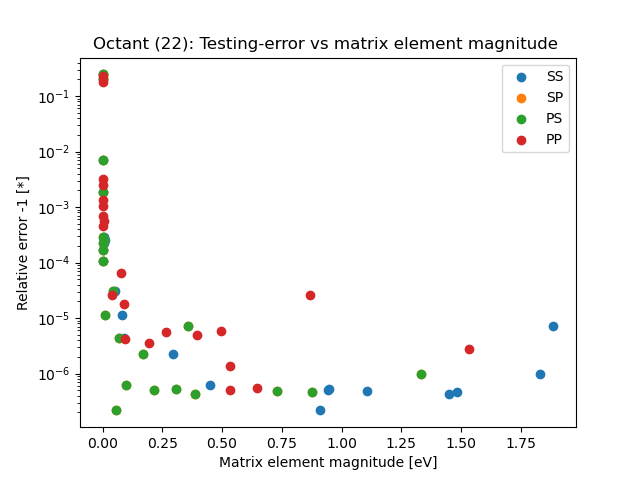 Octant (22): Testing-error vs matrix element magnitude
SS
SP
PS
PP
Relative error -1 [*]
10⁻¹
10⁻²
10⁻³
10⁻⁴
10⁻⁵
10⁻⁶
0.00 0.25 0.50 0.75 1.00 1.25 1.50 1.75
Matrix element magnitude [eV]